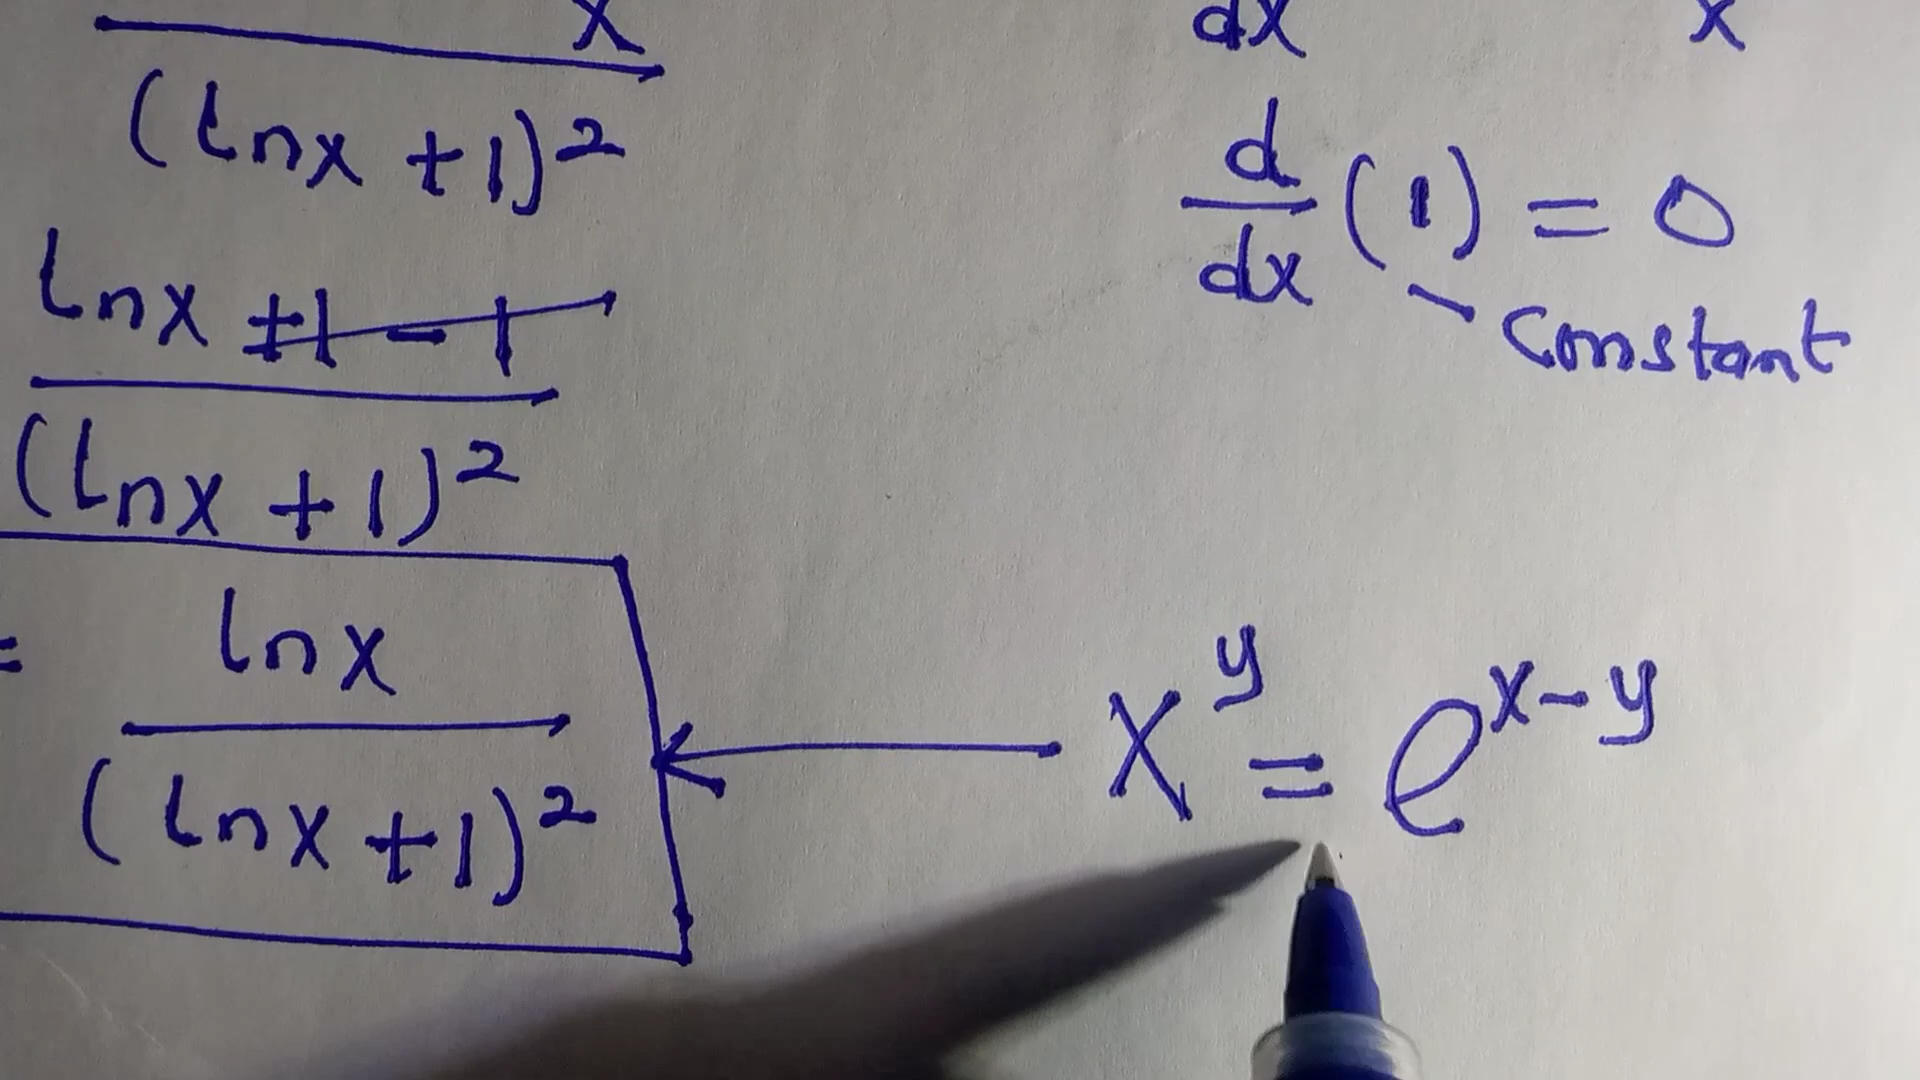 x
(lnx + 1)²
lnx +1 - 1
(lnx + 1)²
= lnx
(lnx + 1)²
dx x
d
dx (1) = 0
constant
x^y = e^(x-y)